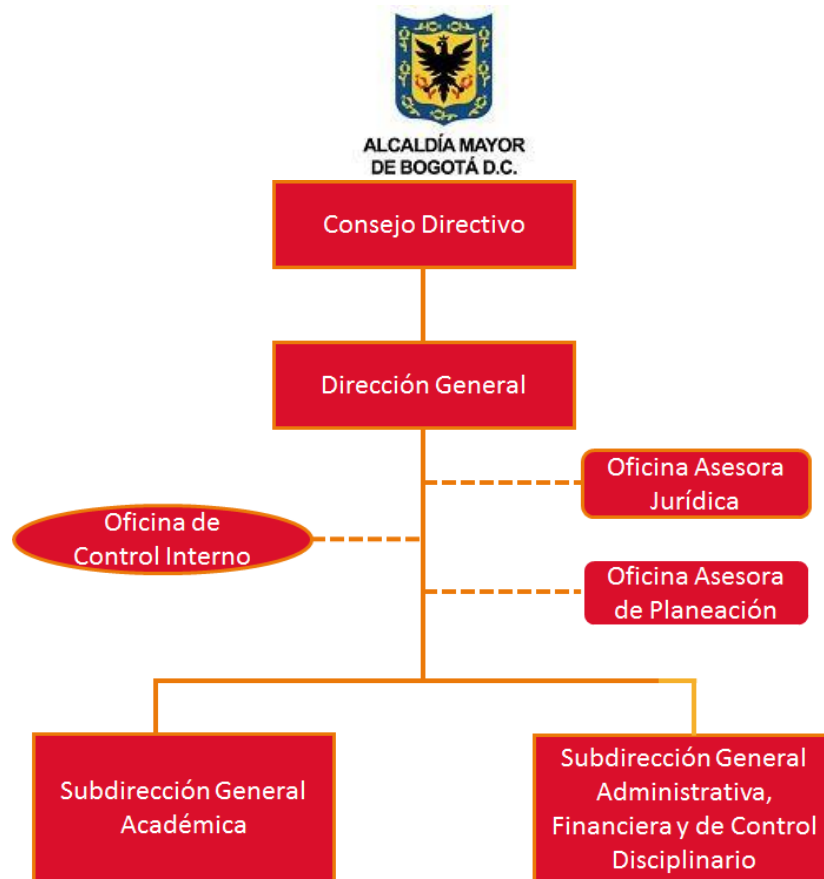 ALCALDÍA MAYOR
DE BOGOTÁ D.C.
Consejo Directivo
Dirección General
Oficina Asesora
Jurídica
Oficina de
Control Interno
Oficina Asesora
de Planeación
Subdirección General
Académica
Subdirección General
Administrativa,
Financiera y de Control
Disciplinario